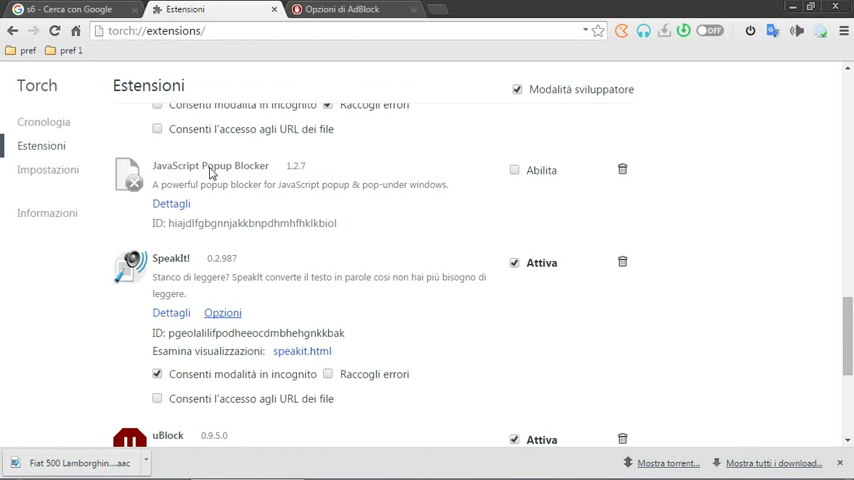 s6 - Cerca con Google
Estensioni
Opzioni di AdBlock
torch://extensions/
OFF
pref
pref 1
Torch
Estensioni
Modalità sviluppatore
Cronologia
Estensioni
Impostazioni
Informazioni
Consenti modalità in incognito
Raccogli errori
Consenti l'accesso agli URL dei file
JavaScript Popup Blocker 1.2.7
Abilita
A powerful popup blocker for JavaScript popup & pop-under windows.
Dettagli
ID: hiajdlfgbgnnjakkbnpdhmhfhklkbiol
SpeakIt! 0.2.987
Attiva
Stanco di leggere? SpeakIt converte il testo in parole cosi non hai più bisogno di
leggere.
Dettagli Opzioni
ID: pgeolalilifpodheeocdmbhehgnkkbak
Esamina visualizzazioni: speakit.html
Consenti modalità in incognito
Raccogli errori
Consenti l'accesso agli URL dei file
uBlock 0.9.5.0
Attiva
Fiat 500 Lamborghin....aac
Mostra torrent...
Mostra tutti i download...